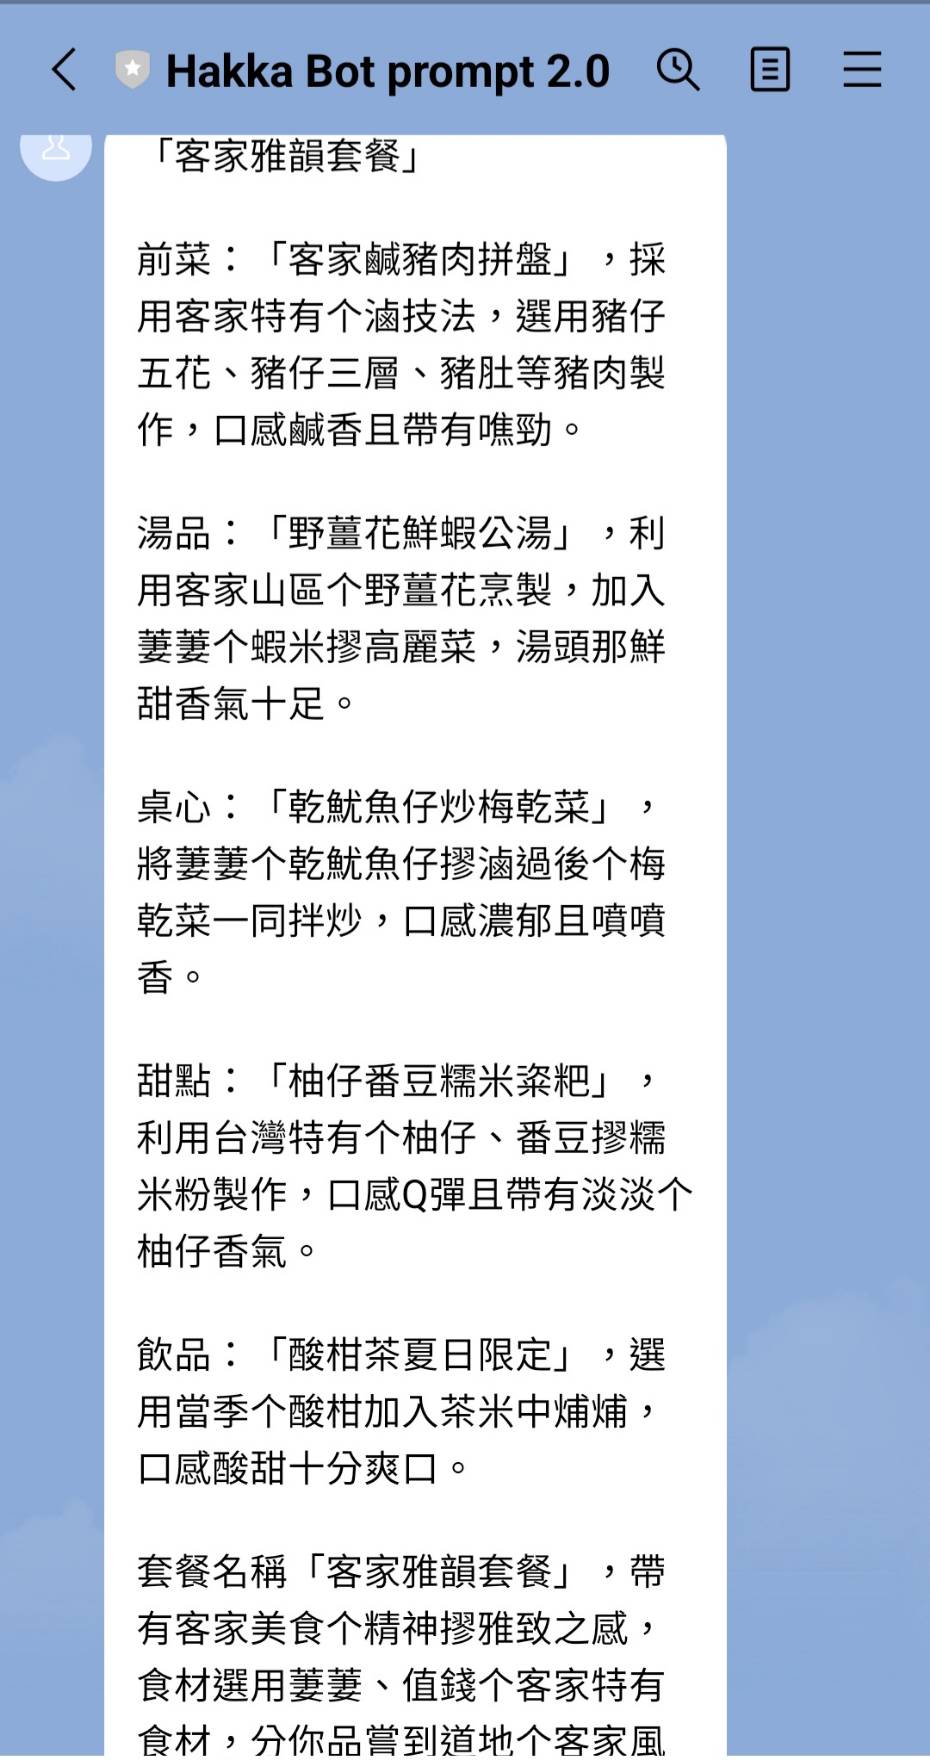 Hakka Bot prompt 2.0
「客家雅韻套餐」
前菜：「客家鹹豬肉拼盤」，採
用客家特有个滷技法，選用豬仔
五花、豬仔三層、豬肚等豬肉製
作，口感鹹香且帶有噍勁。
湯品：「野薑花鮮蝦公湯」，利
用客家山區个野薑花烹製，加入
萋萋个蝦米摎高麗菜，湯頭那鮮
甜香氣十足。
桌心：「乾魷魚仔炒梅乾菜」，
將萋萋个乾魷魚仔摎滷過後个梅
乾菜一同拌炒，口感濃郁且噴噴
香。
甜點：「柚仔番豆糯米粢粑」，
利用台灣特有个柚仔、番豆摎糯
米粉製作，口感Q彈且帶有淡淡个
柚仔香氣。
飲品：「酸柑茶夏日限定」，選
用當季个酸柑加入茶米中烳烳，
口感酸甜十分爽口。
套餐名稱「客家雅韻套餐」，帶
有客家美食个精神摎雅致之感，
食材選用萋萋、值錢个客家特有
食材，分你品嘗到道地个客家風